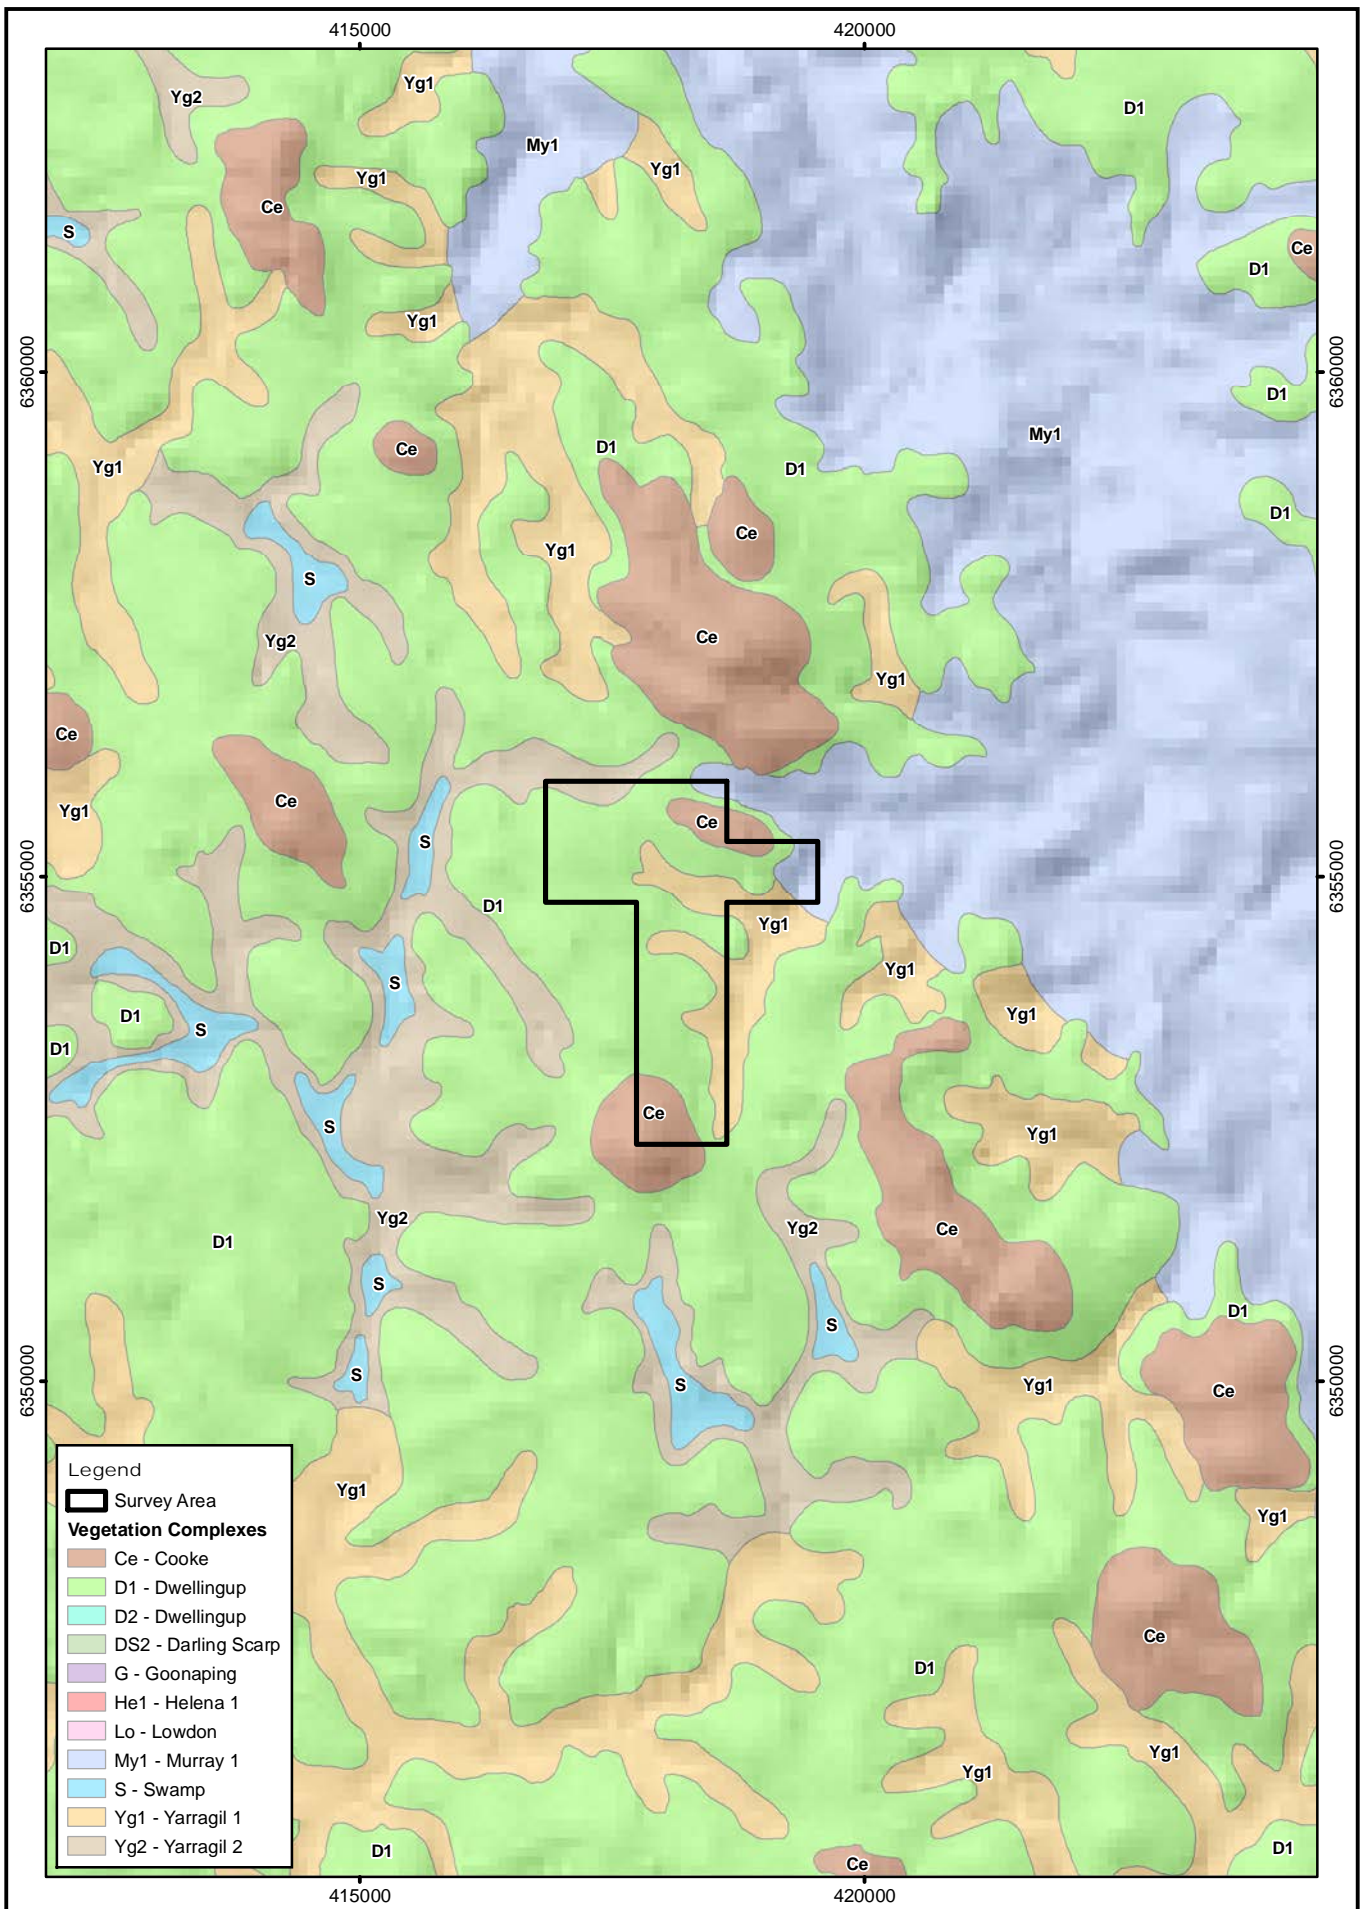 415000 420000
Yg2
Yg1
D1
My1
Yg1
Yg1
Ce
S
Ce
D1
Yg1
6360000
6360000
D1
My1
D1
Ce
D1
Yg1
D1
Ce
Yg1
S
Ce
Yg2
Yg1
Ce
Ce
Yg1
Ce
S
6355000
6355000
D1
Yg1
D1
Yg1
S
D1
Yg1
S
D1
Ce
S
Yg1
Yg2
Yg2
Ce
D1
S
D1
S
S
S
Yg1
Ce
6350000
6350000
Yg1
Yg1
Ce
D1
Yg1
Yg1
D1
D1
Ce
Legend
Survey Area
Vegetation Complexes
Ce - Cooke
D1 - Dwellingup
D2 - Dwellingup
DS2 - Darling Scarp
G - Goonaping
He1 - Helena 1
Lo - Lowdon
My1 - Murray 1
S - Swamp
Yg1 - Yarragil 1
Yg2 - Yarragil 2
415000 420000